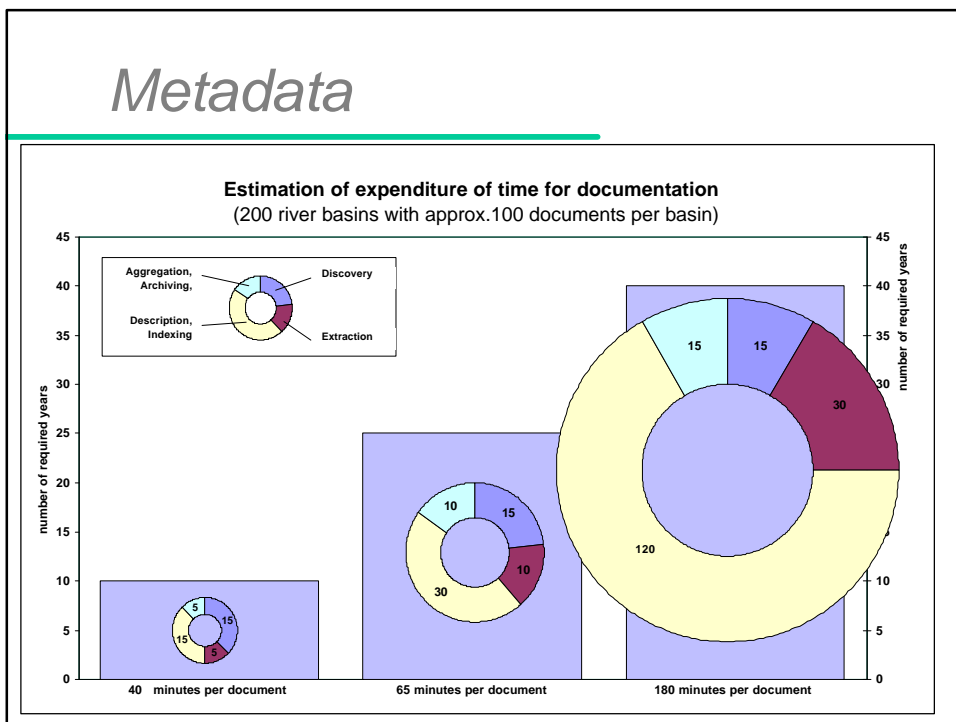 Metadata
Estimation of expenditure of time for documentation
(200 river basins with approx.100 documents per basin)
45
40
35
30
25
20
15
10
5
0
number of required years
Aggregation,
Archiving,
Description,
Indexing
Discovery
Extraction
5
15
15
5
10
15
30
10
15
15
30
120
45
40
35
30
10
5
0
number of required years
40 minutes per document
65 minutes per document
180 minutes per document